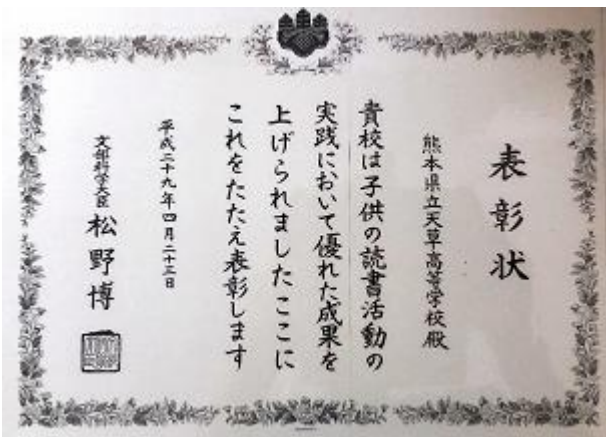 表彰状
熊本県立天草高等学校殿
貴校は子供の読書活動の
実践において優れた成果を
上げられましたここに
これをたたえ表彰します
平成二十九年四月二十三日
文部科学大臣 松野博